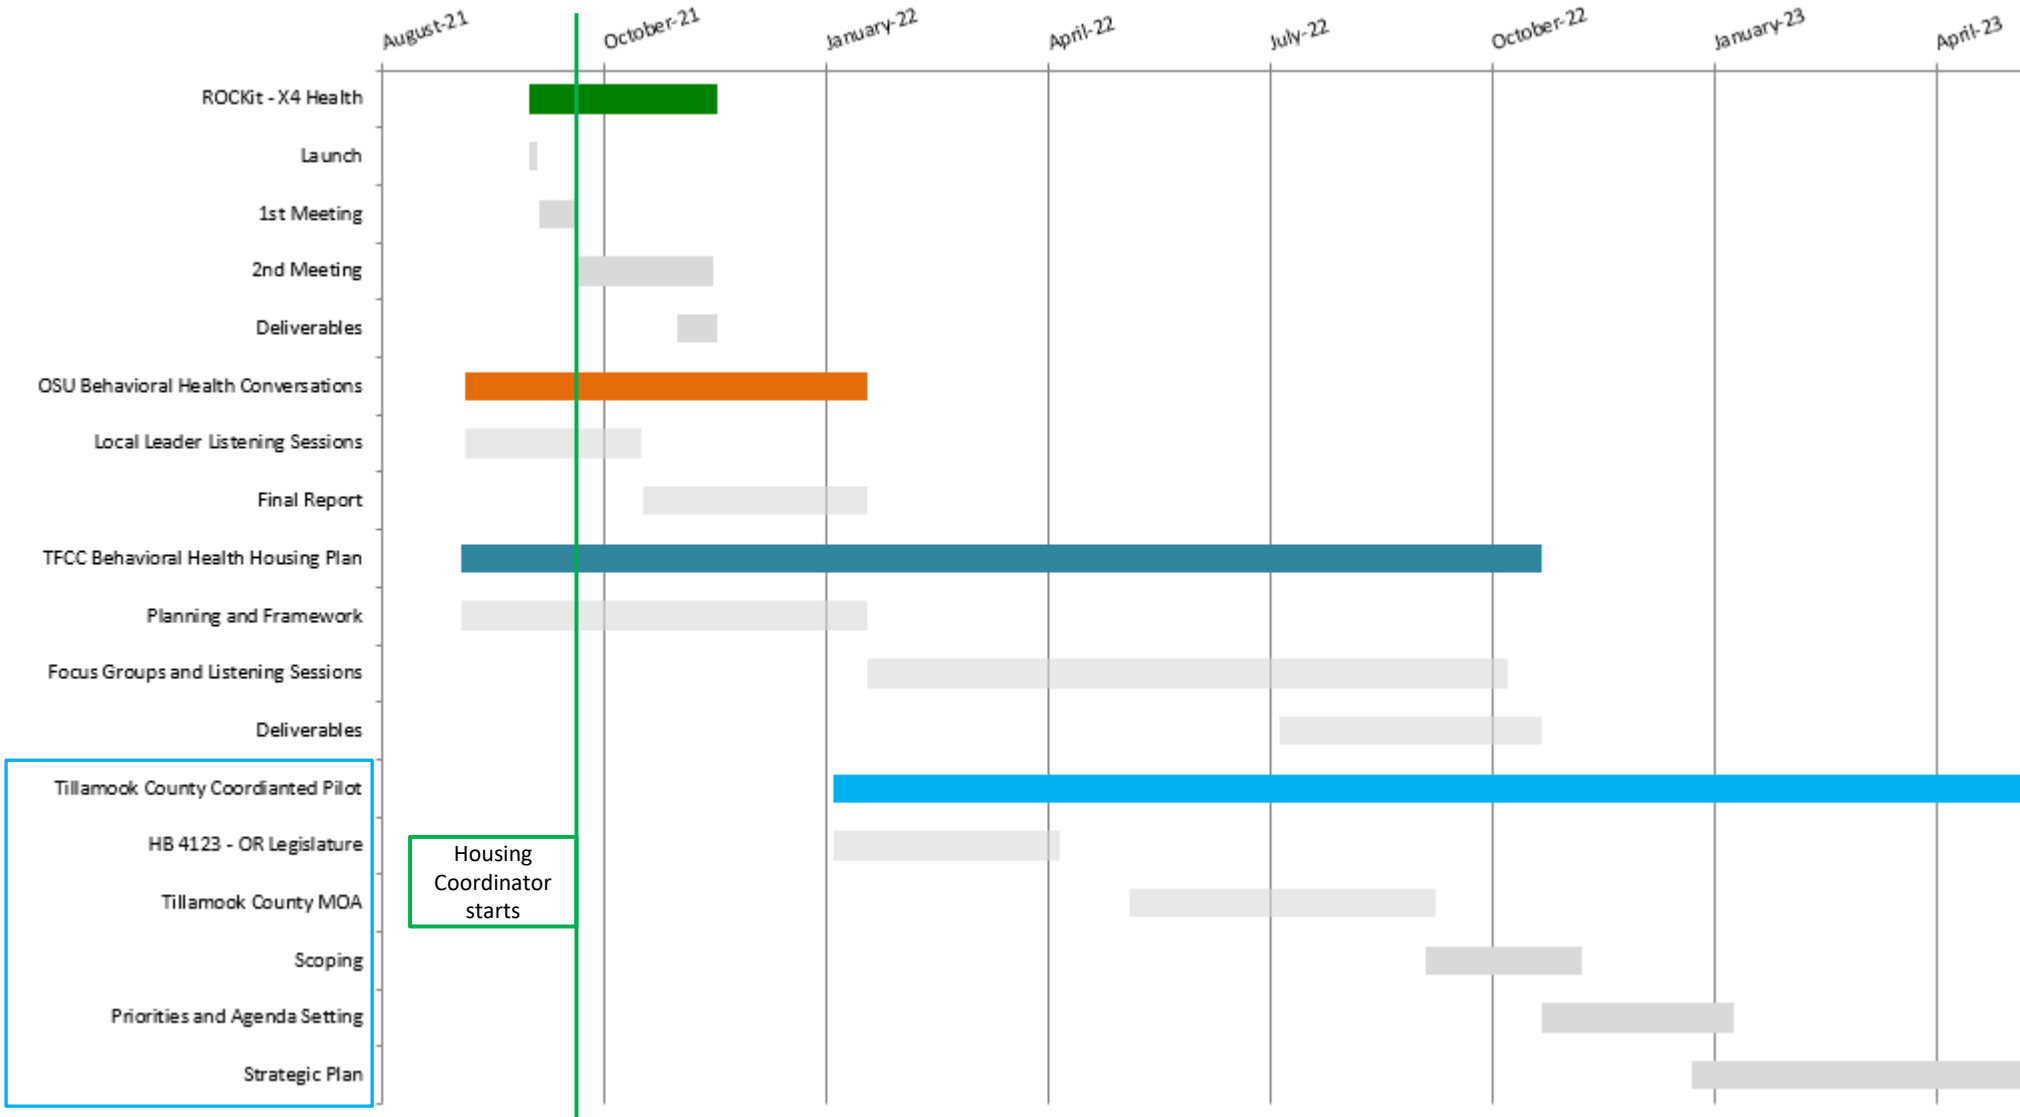 August-21
October-21
January-22
April-22
July-22
October-22
January-23
April-23
ROCKit - X4 Health
Launch
1st Meeting
2nd Meeting
Deliverables
OSU Behavioral Health Conversations
Local Leader Listening Sessions
Final Report
TFCC Behavioral Health Housing Plan
Planning and Framework
Focus Groups and Listening Sessions
Deliverables
Tillamook County Coordianted Pilot
HB 4123 - OR Legislature
Tillamook County MOA
Scoping
Priorities and Agenda Setting
Strategic Plan
Housing
Coordinator
starts